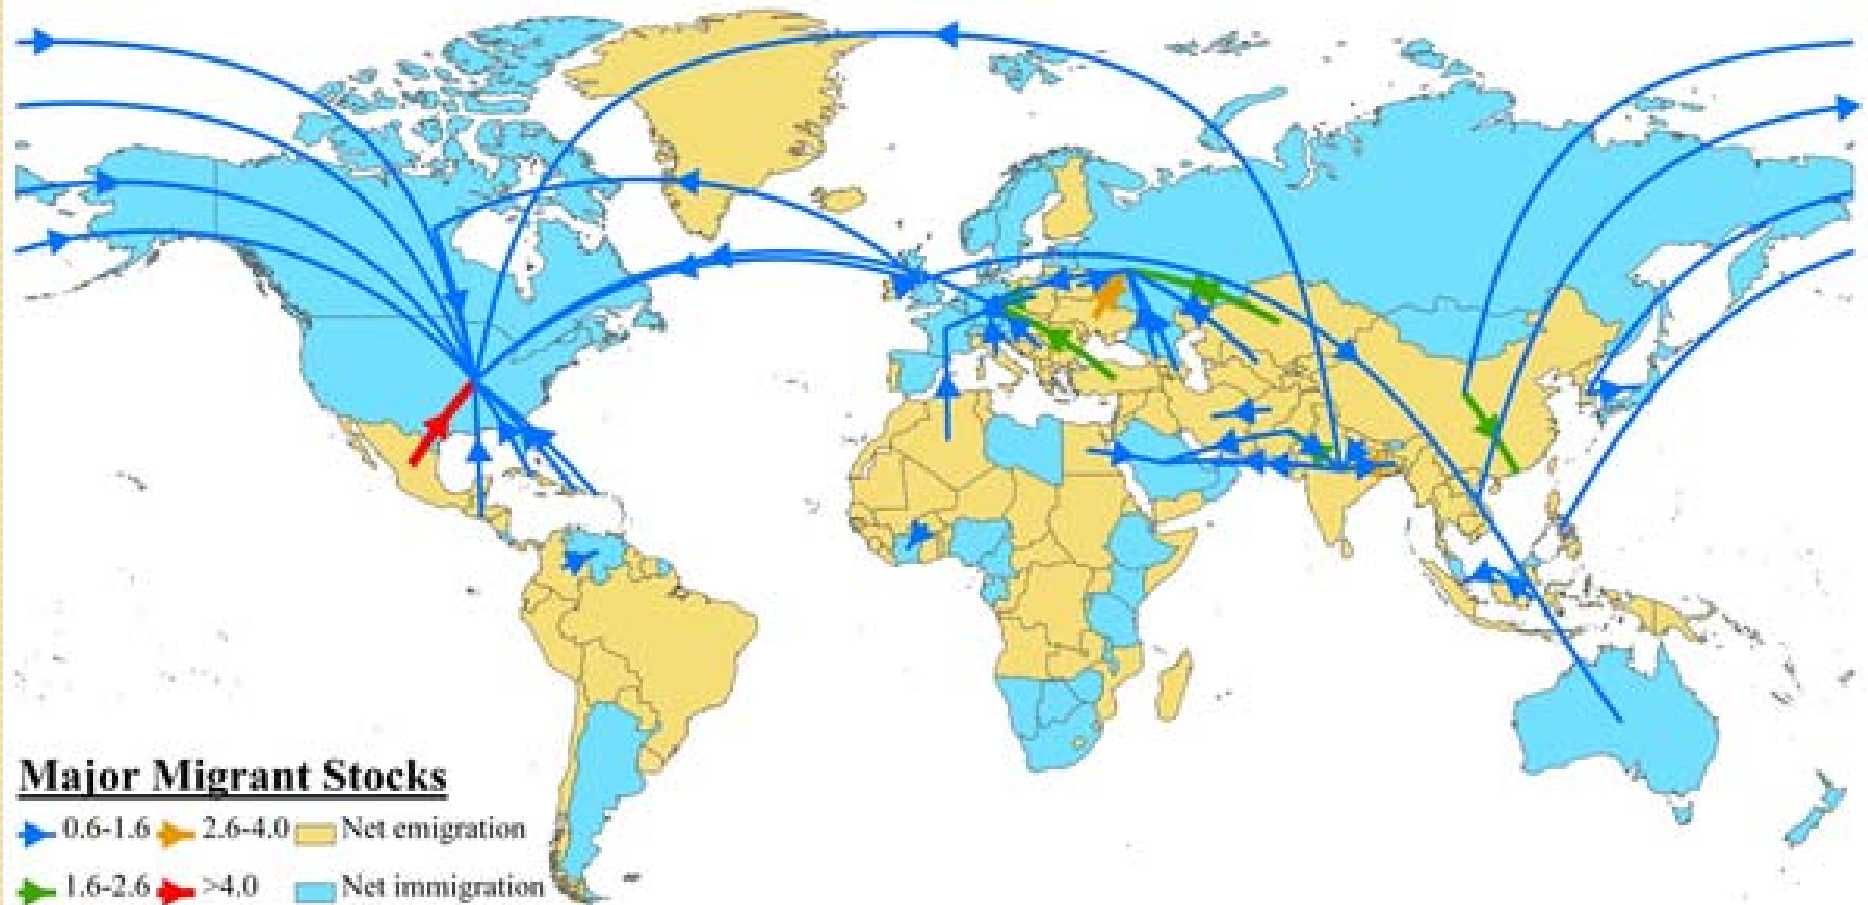 Major Migrant Stocks
0.6-1.6 2.6-4.0 Net emigration
1.6-2.6 >4.0 Net immigration